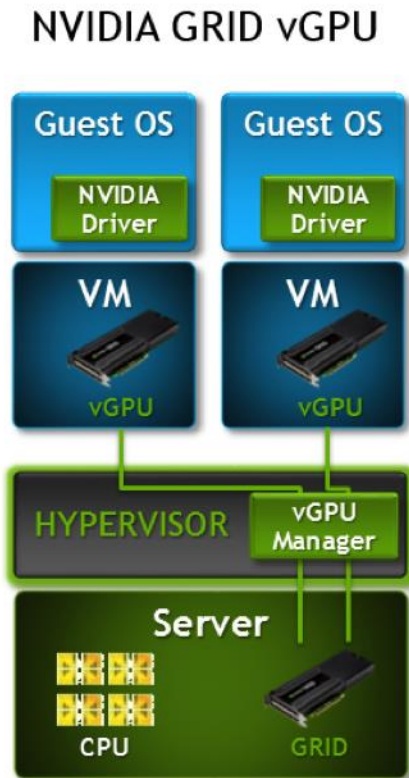 NVIDIA GRID vGPU
Guest OS
Guest OS
NVIDIA
Driver
NVIDIA
Driver
VM
VM
vGPU
vGPU
HYPERVISOR
vGPU
Manager
Server
CPU
GRID